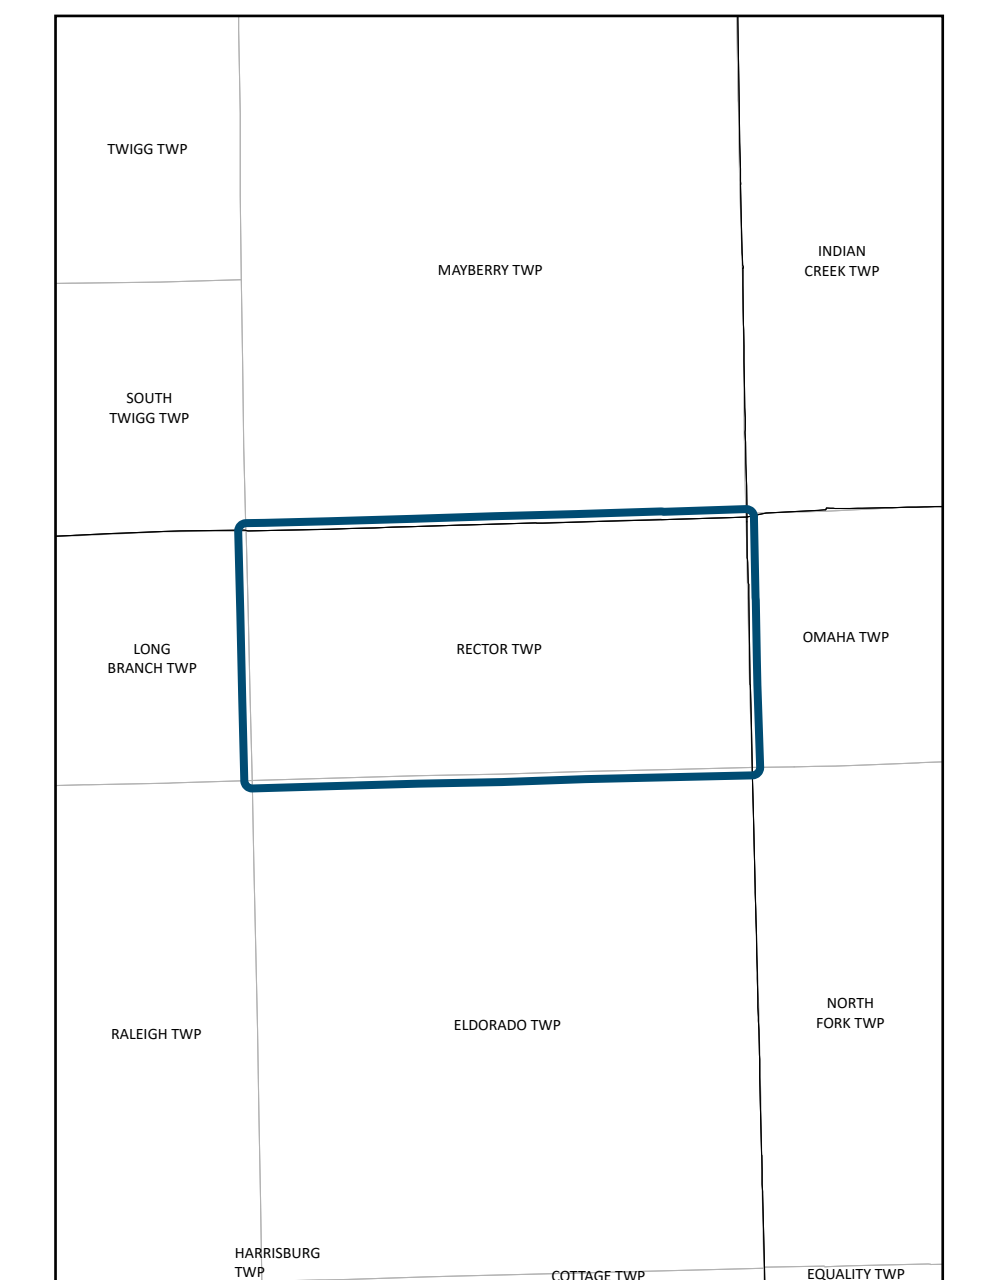 TWIGG TWP
INDIAN
CREEK TWP
MAYBERRY TWP
SOUTH
TWIGG TWP
LONG
BRANCH TWP
RECTOR TWP
OMAHA TWP
RALEIGH TWP
ELDORADO TWP
NORTH
FORK TWP
HARRISBURG
TWP
COTTAGE TWP
EQUALITY TWP